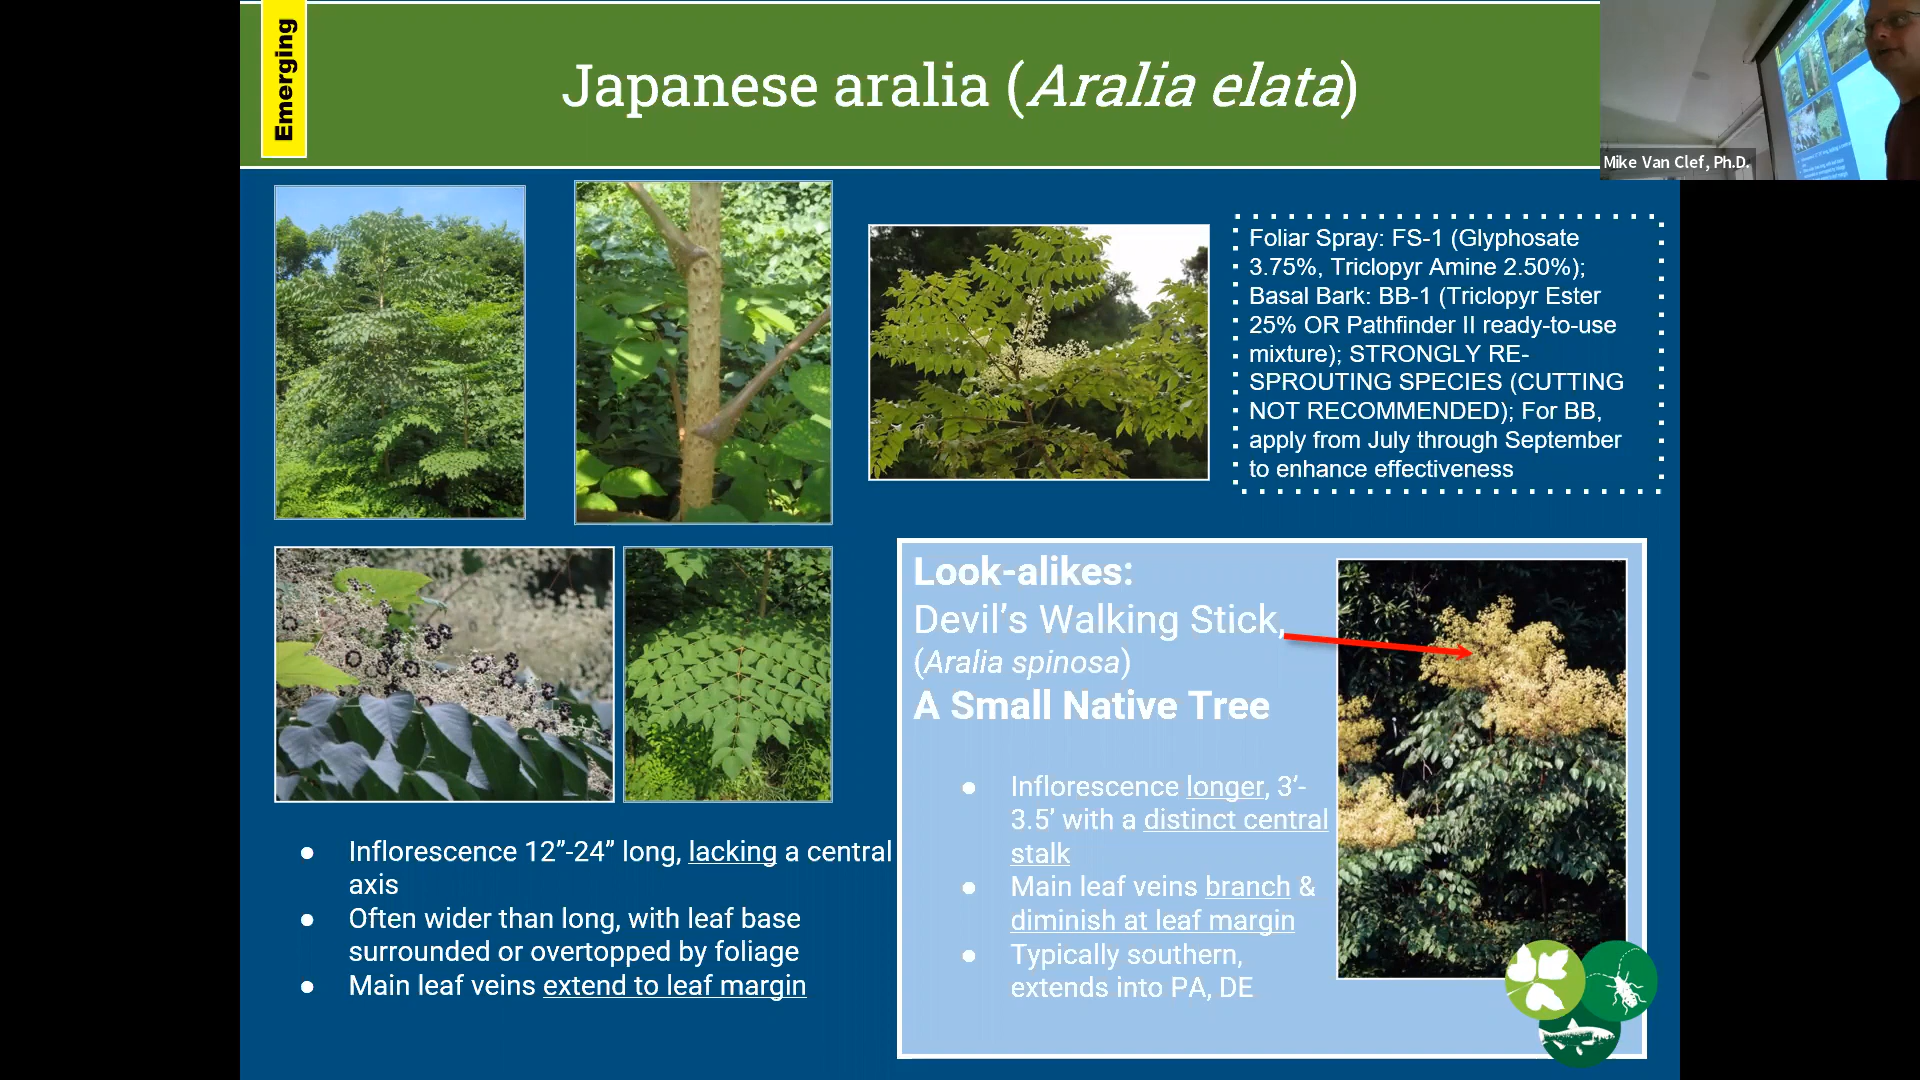 Emerging
Japanese aralia (Aralia elata)
Mike Van Clef, Ph.D.
Foliar Spray: FS-1 (Glyphosate
3.75%, Triclopyr Amine 2.50%);
Basal Bark: BB-1 (Triclopyr Ester
25% OR Pathfinder II ready-to-use
mixture); STRONGLY RE-
SPROUTING SPECIES (CUTTING
NOT RECOMMENDED); For BB,
apply from July through September
to enhance effectiveness
Inflorescence 12”-24” long, lacking a central
axis
● Often wider than long, with leaf base
surrounded or overtopped by foliage
● Main leaf veins extend to leaf margin
Look-alikes:
Devil’s Walking Stick,
(Aralia spinosa)
A Small Native Tree
● Inflorescence longer, 3’-
3.5’ with a distinct central
stalk
● Main leaf veins branch &
diminish at leaf margin
● Typically southern,
extends into PA, DE